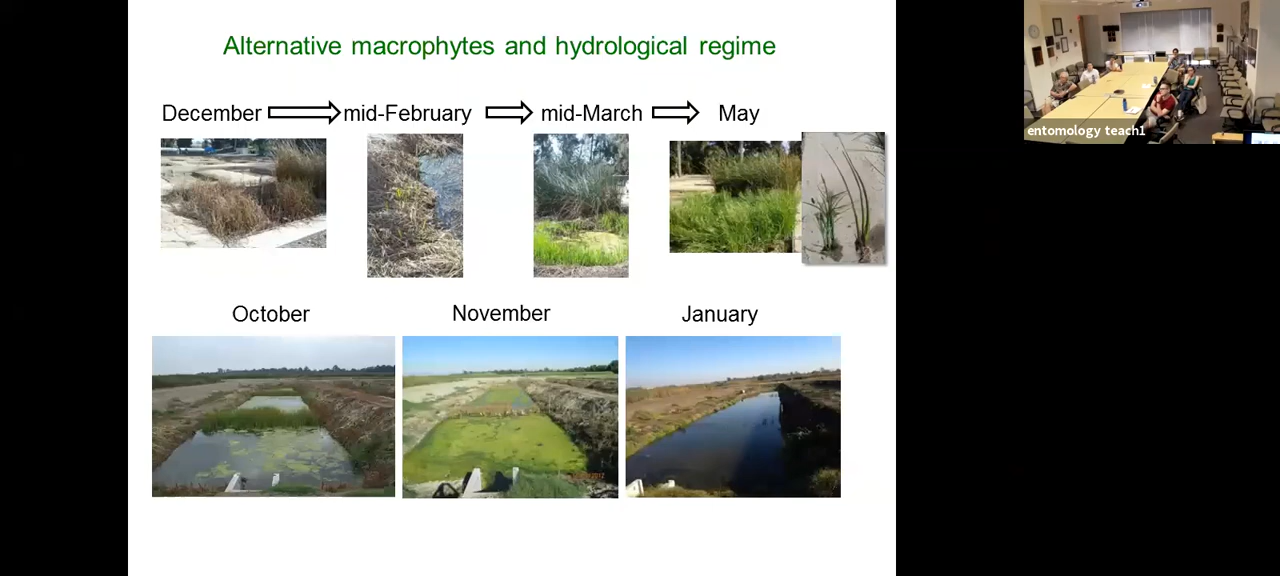 Alternative macrophytes and hydrological regime
December mid-February mid-March May
October November January
entomology teach1